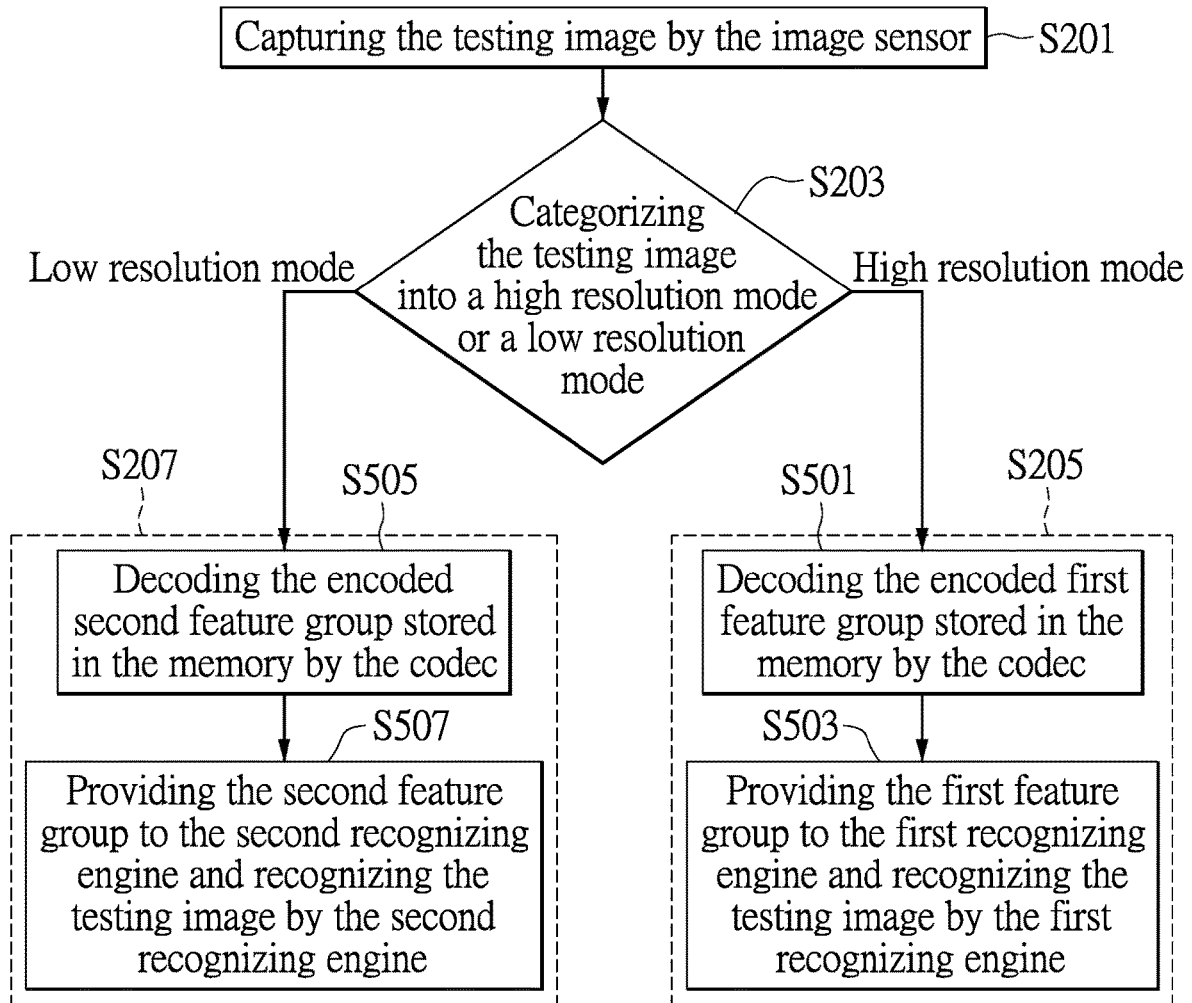 Capturing the testing image by the image sensor
S201
S203
Categorizing
the testing image
into a high resolution mode
or a low resolution
mode
Low resolution mode
High resolution mode
S207
S505
S501
S205
Decoding the encoded
second feature group stored
in the memory by the codec
Decoding the encoded first
feature group stored in the
memory by the codec
S507
S503
Providing the second feature
group to the second recognizing
engine and recognizing the
testing image by the second
recognizing engine
Providing the first feature
group to the first recognizing
engine and recognizing the
testing image by the first
recognizing engine